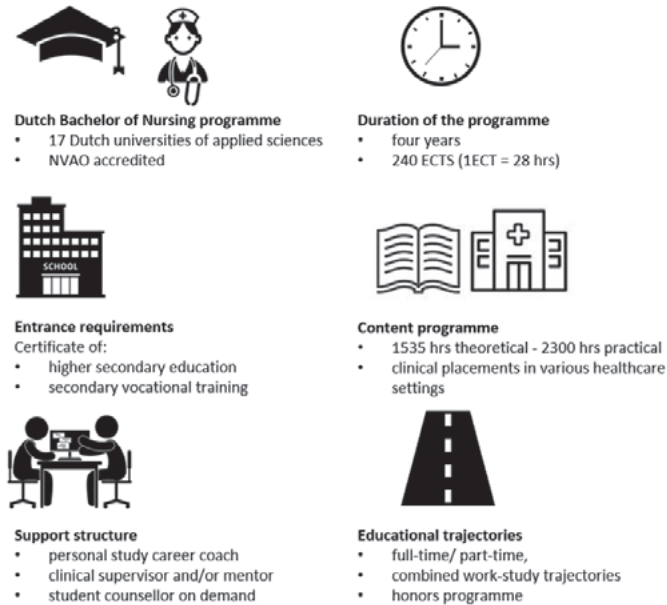 Dutch Bachelor of Nursing programme
• 17 Dutch universities of applied sciences
• NVAO accredited
Duration of the programme
• four years
• 240 ECTS (1ECT = 28 hrs)
SCHOOL
Entrance requirements
Certificate of:
• higher secondary education
• secondary vocational training
Content programme
• 1535 hrs theoretical - 2300 hrs practical
• clinical placements in various healthcare
settings
Support structure
• personal study career coach
• clinical supervisor and/or mentor
• student counsellor on demand
Educational trajectories
• full-time/ part-time,
• combined work-study trajectories
• honors programme